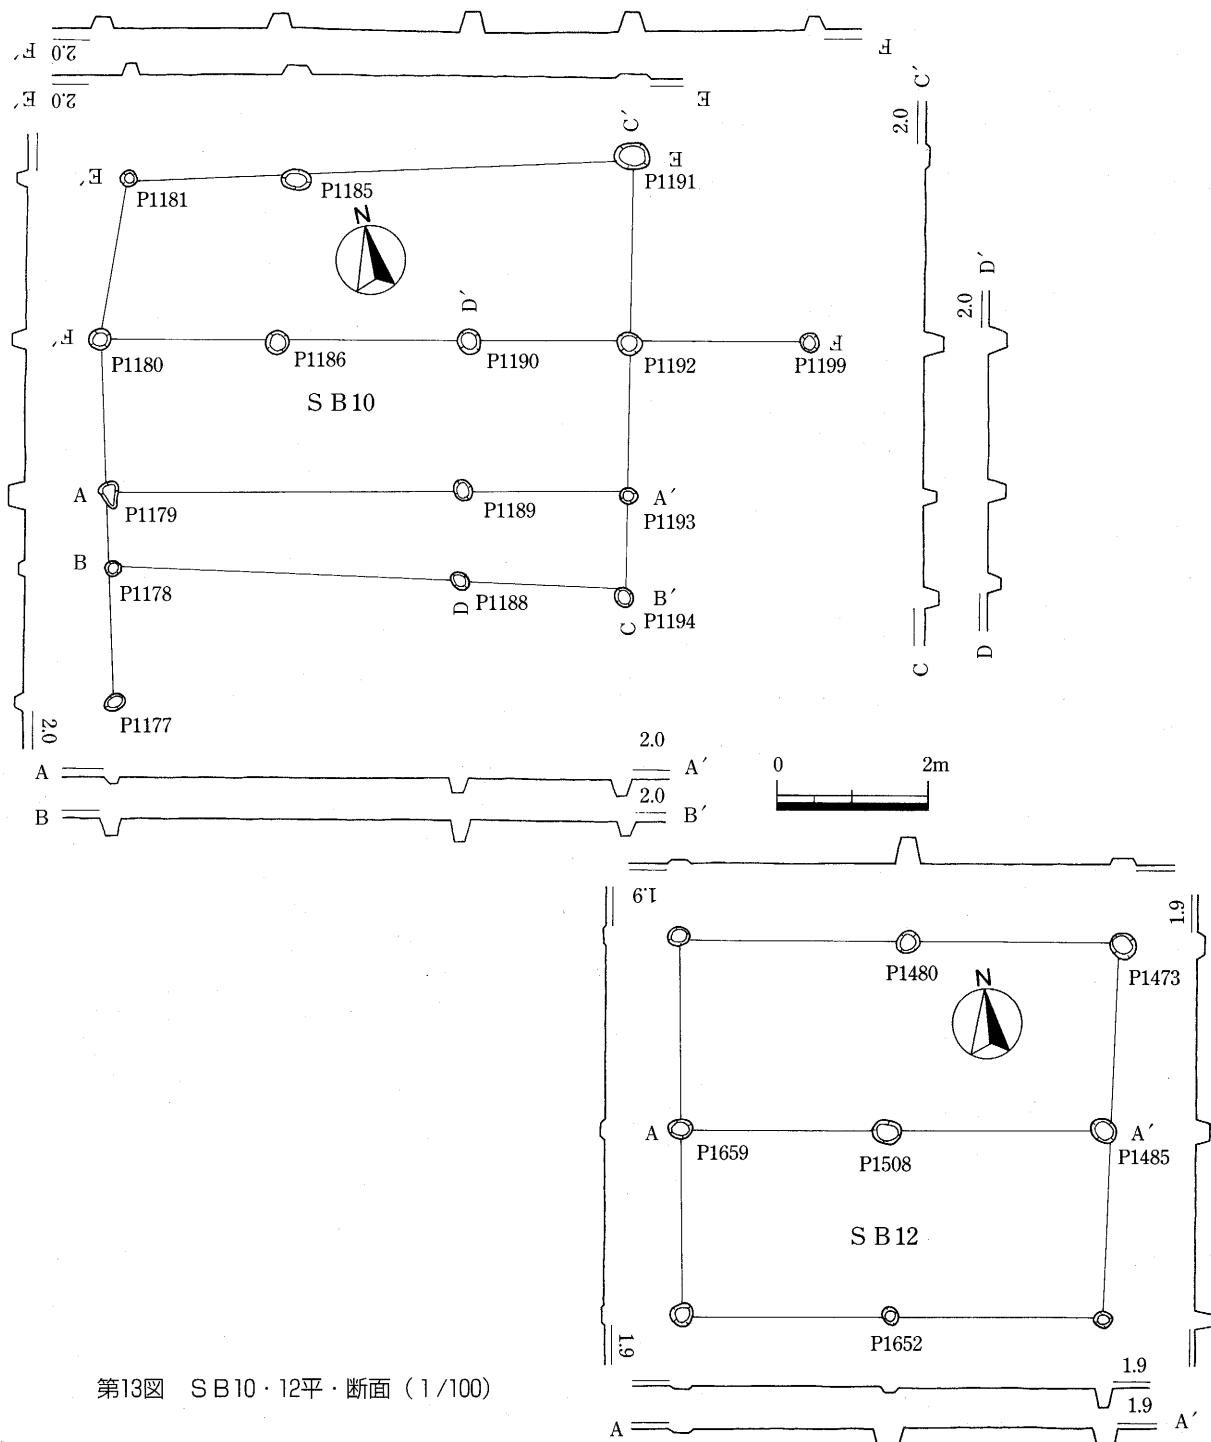 F′ 2.0 F
E′ 2.0 E
C′
2.0
C′
E′ E
P1181 P1185 P1191
N
D′
2.0
D′
F′ F
P1180 P1186 P1190 P1192 P1199
SB10
A A′
P1179 P1189 P1193
B B′
P1178 D P1188 C P1194
C D
P1177
2.0
2.0
A A′
2.0
B B′
0 2m
1.9
1.9
P1480 P1473
N
A A′
P1659 P1508 P1485
SB12
P1652
1.9
1.9
第13図 SB10・12平・断面（1/100）
1.9
A A′